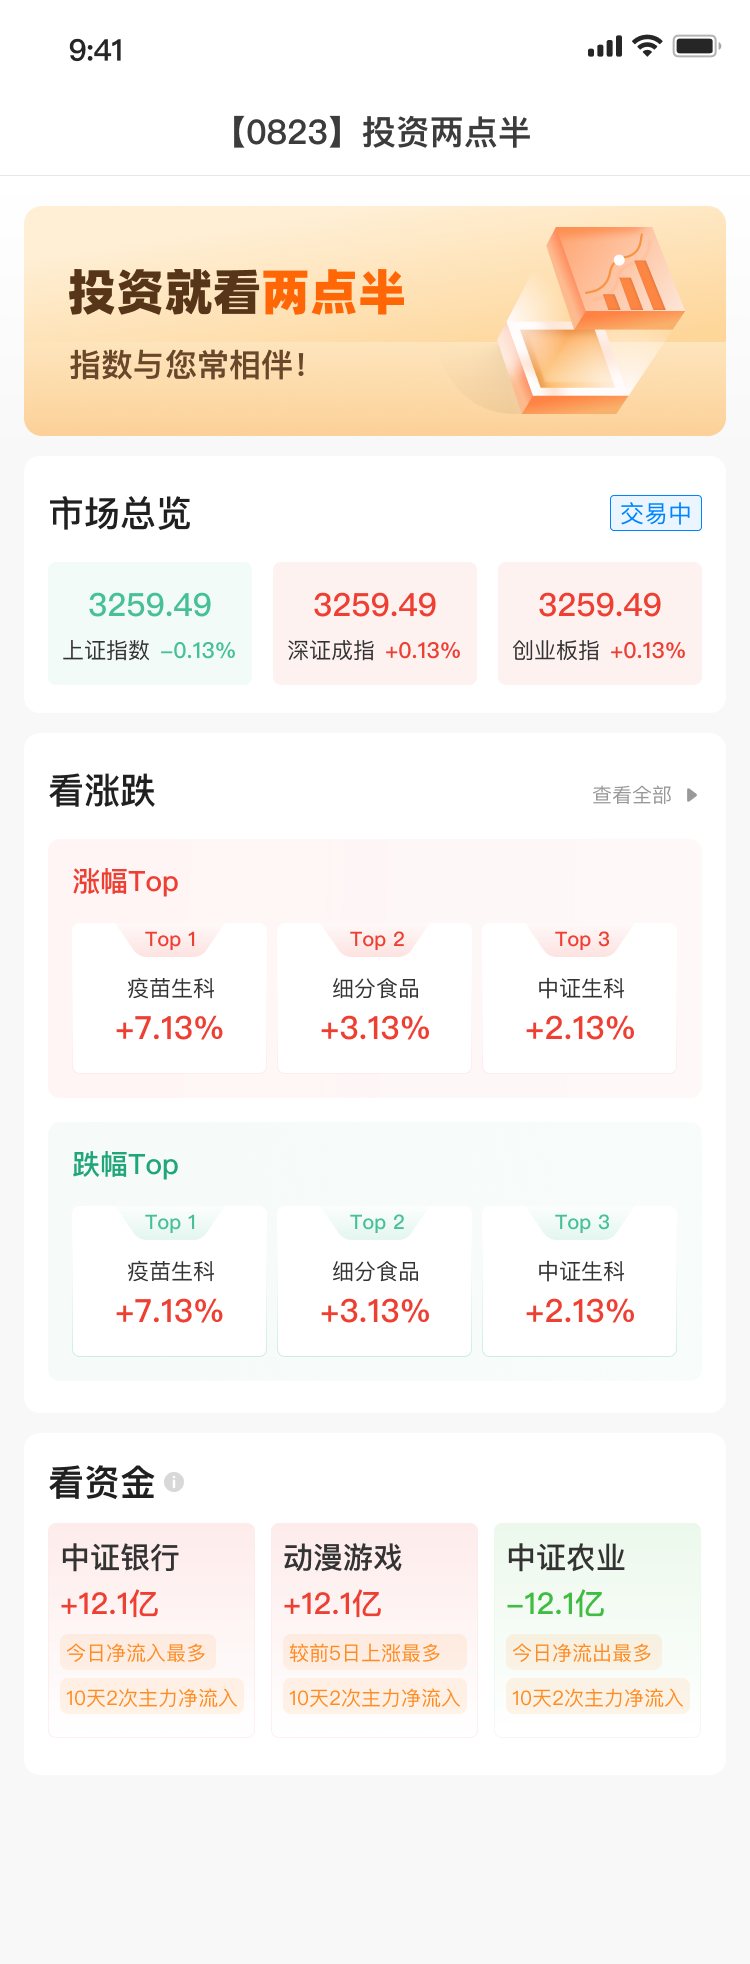 9:41
【0823】投资两点半
投资就看两点半
指数与您常相伴！
市场总览 交易中
3259.49 3259.49 3259.49
上证指数 -0.13% 深证成指 +0.13% 创业板指 +0.13%
看涨跌 查看全部
涨幅Top
Top 1 Top 2 Top 3
疫苗生科 细分食品 中证生科
+7.13% +3.13% +2.13%
跌幅Top
Top 1 Top 2 Top 3
疫苗生科 细分食品 中证生科
+7.13% +3.13% +2.13%
看资金
中证银行 动漫游戏 中证农业
+12.1亿 +12.1亿 -12.1亿
今日净流入最多 较前5日上涨最多 今日净流出最多
10天2次主力净流入 10天2次主力净流入 10天2次主力净流入